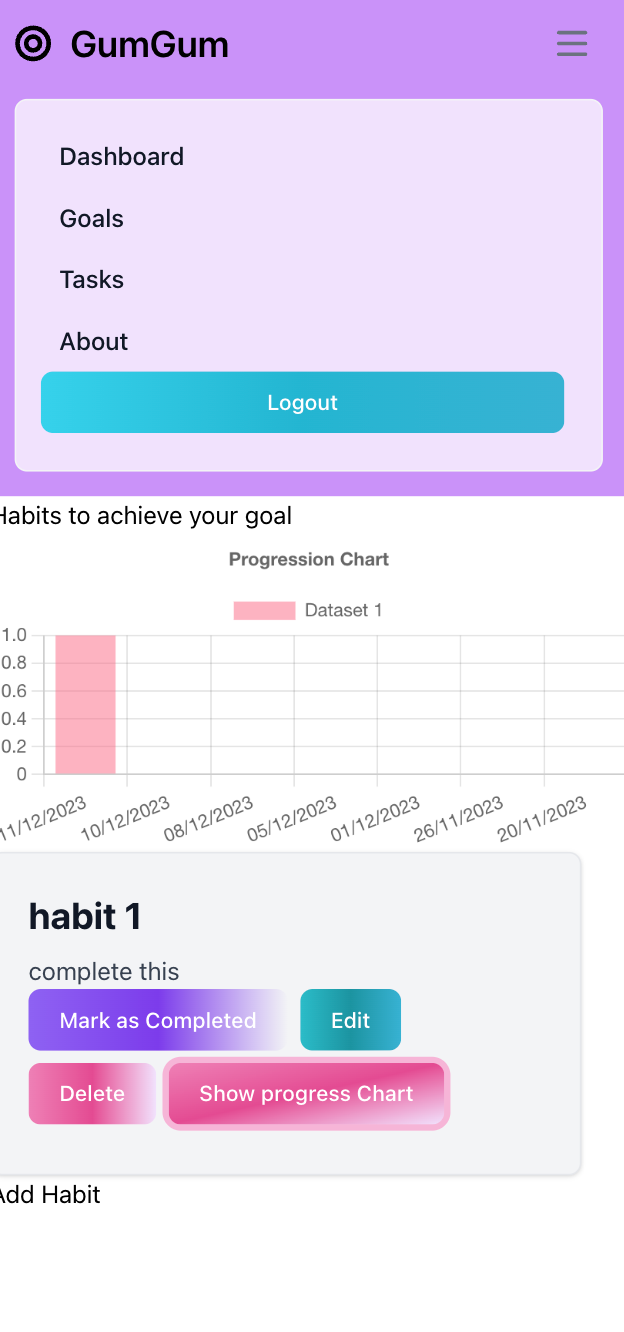 GumGum
Dashboard
Goals
Tasks
About
Logout
Habits to achieve your goal
Progression Chart
Dataset 1
1.0
0.8
0.6
0.4
0.2
0
11/12/2023 10/12/2023 08/12/2023 05/12/2023 01/12/2023 26/11/2023 20/11/2023
habit 1
complete this
Mark as Completed Edit
Delete Show progress Chart
Add Habit